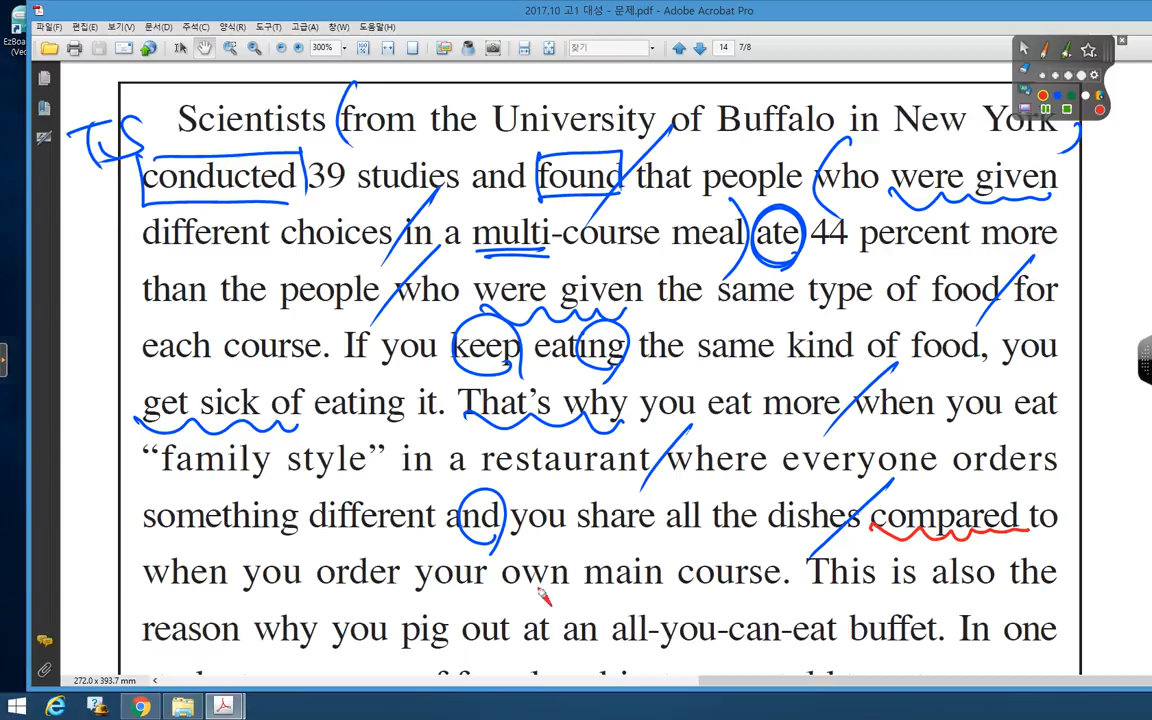 2017.10 고1 대성 - 문제.pdf - Adobe Acrobat Pro
파일(F) 편집(E) 보기(V) 문서(D) 주석(C) 양식(R) 도구(T) 고급(A) 창(W) 도움말(H)
300% 찾기 14 7/8
EzBo
(Ve
TS
Scientists from the University of Buffalo in New York
conducted 39 studies and found that people who were given
different choices in a multi-course meal ate 44 percent more
than the people who were given the same type of food for
each course. If you keep eating the same kind of food, you
get sick of eating it. That's why you eat more when you eat
“family style” in a restaurant where everyone orders
something different and you share all the dishes compared to
when you order your own main course. This is also the
reason why you pig out at an all-you-can-eat buffet. In one
272.0 x 393.7 mm